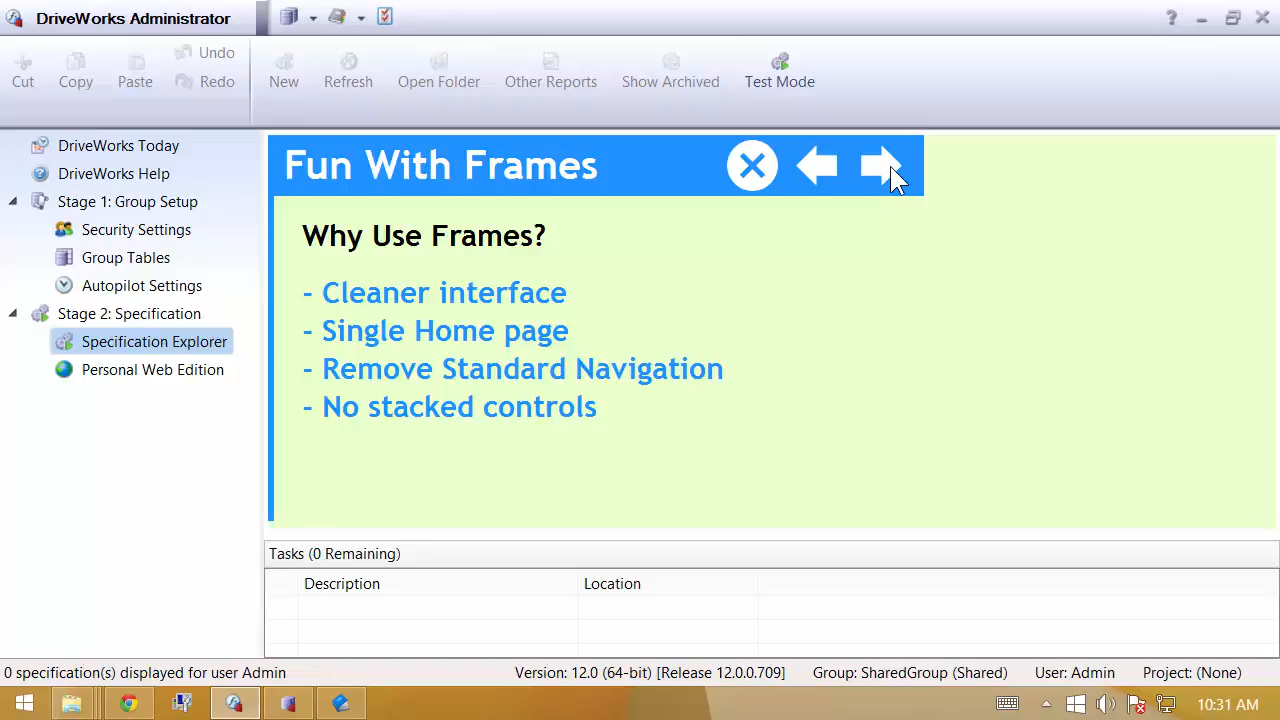 DriveWorks Administrator
Cut
Copy
Paste
Undo
Redo
New
Refresh
Open Folder
Other Reports
Show Archived
Test Mode
DriveWorks Today
DriveWorks Help
Stage 1: Group Setup
Security Settings
Group Tables
Autopilot Settings
Stage 2: Specification
Specification Explorer
Personal Web Edition
Fun With Frames
Why Use Frames?
- Cleaner interface
- Single Home page
- Remove Standard Navigation
- No stacked controls
Tasks (0 Remaining)
Description Location
0 specification(s) displayed for user Admin Version: 12.0 (64-bit) [Release 12.0.0.709] Group: SharedGroup (Shared) User: Admin Project: (None)
10:31 AM